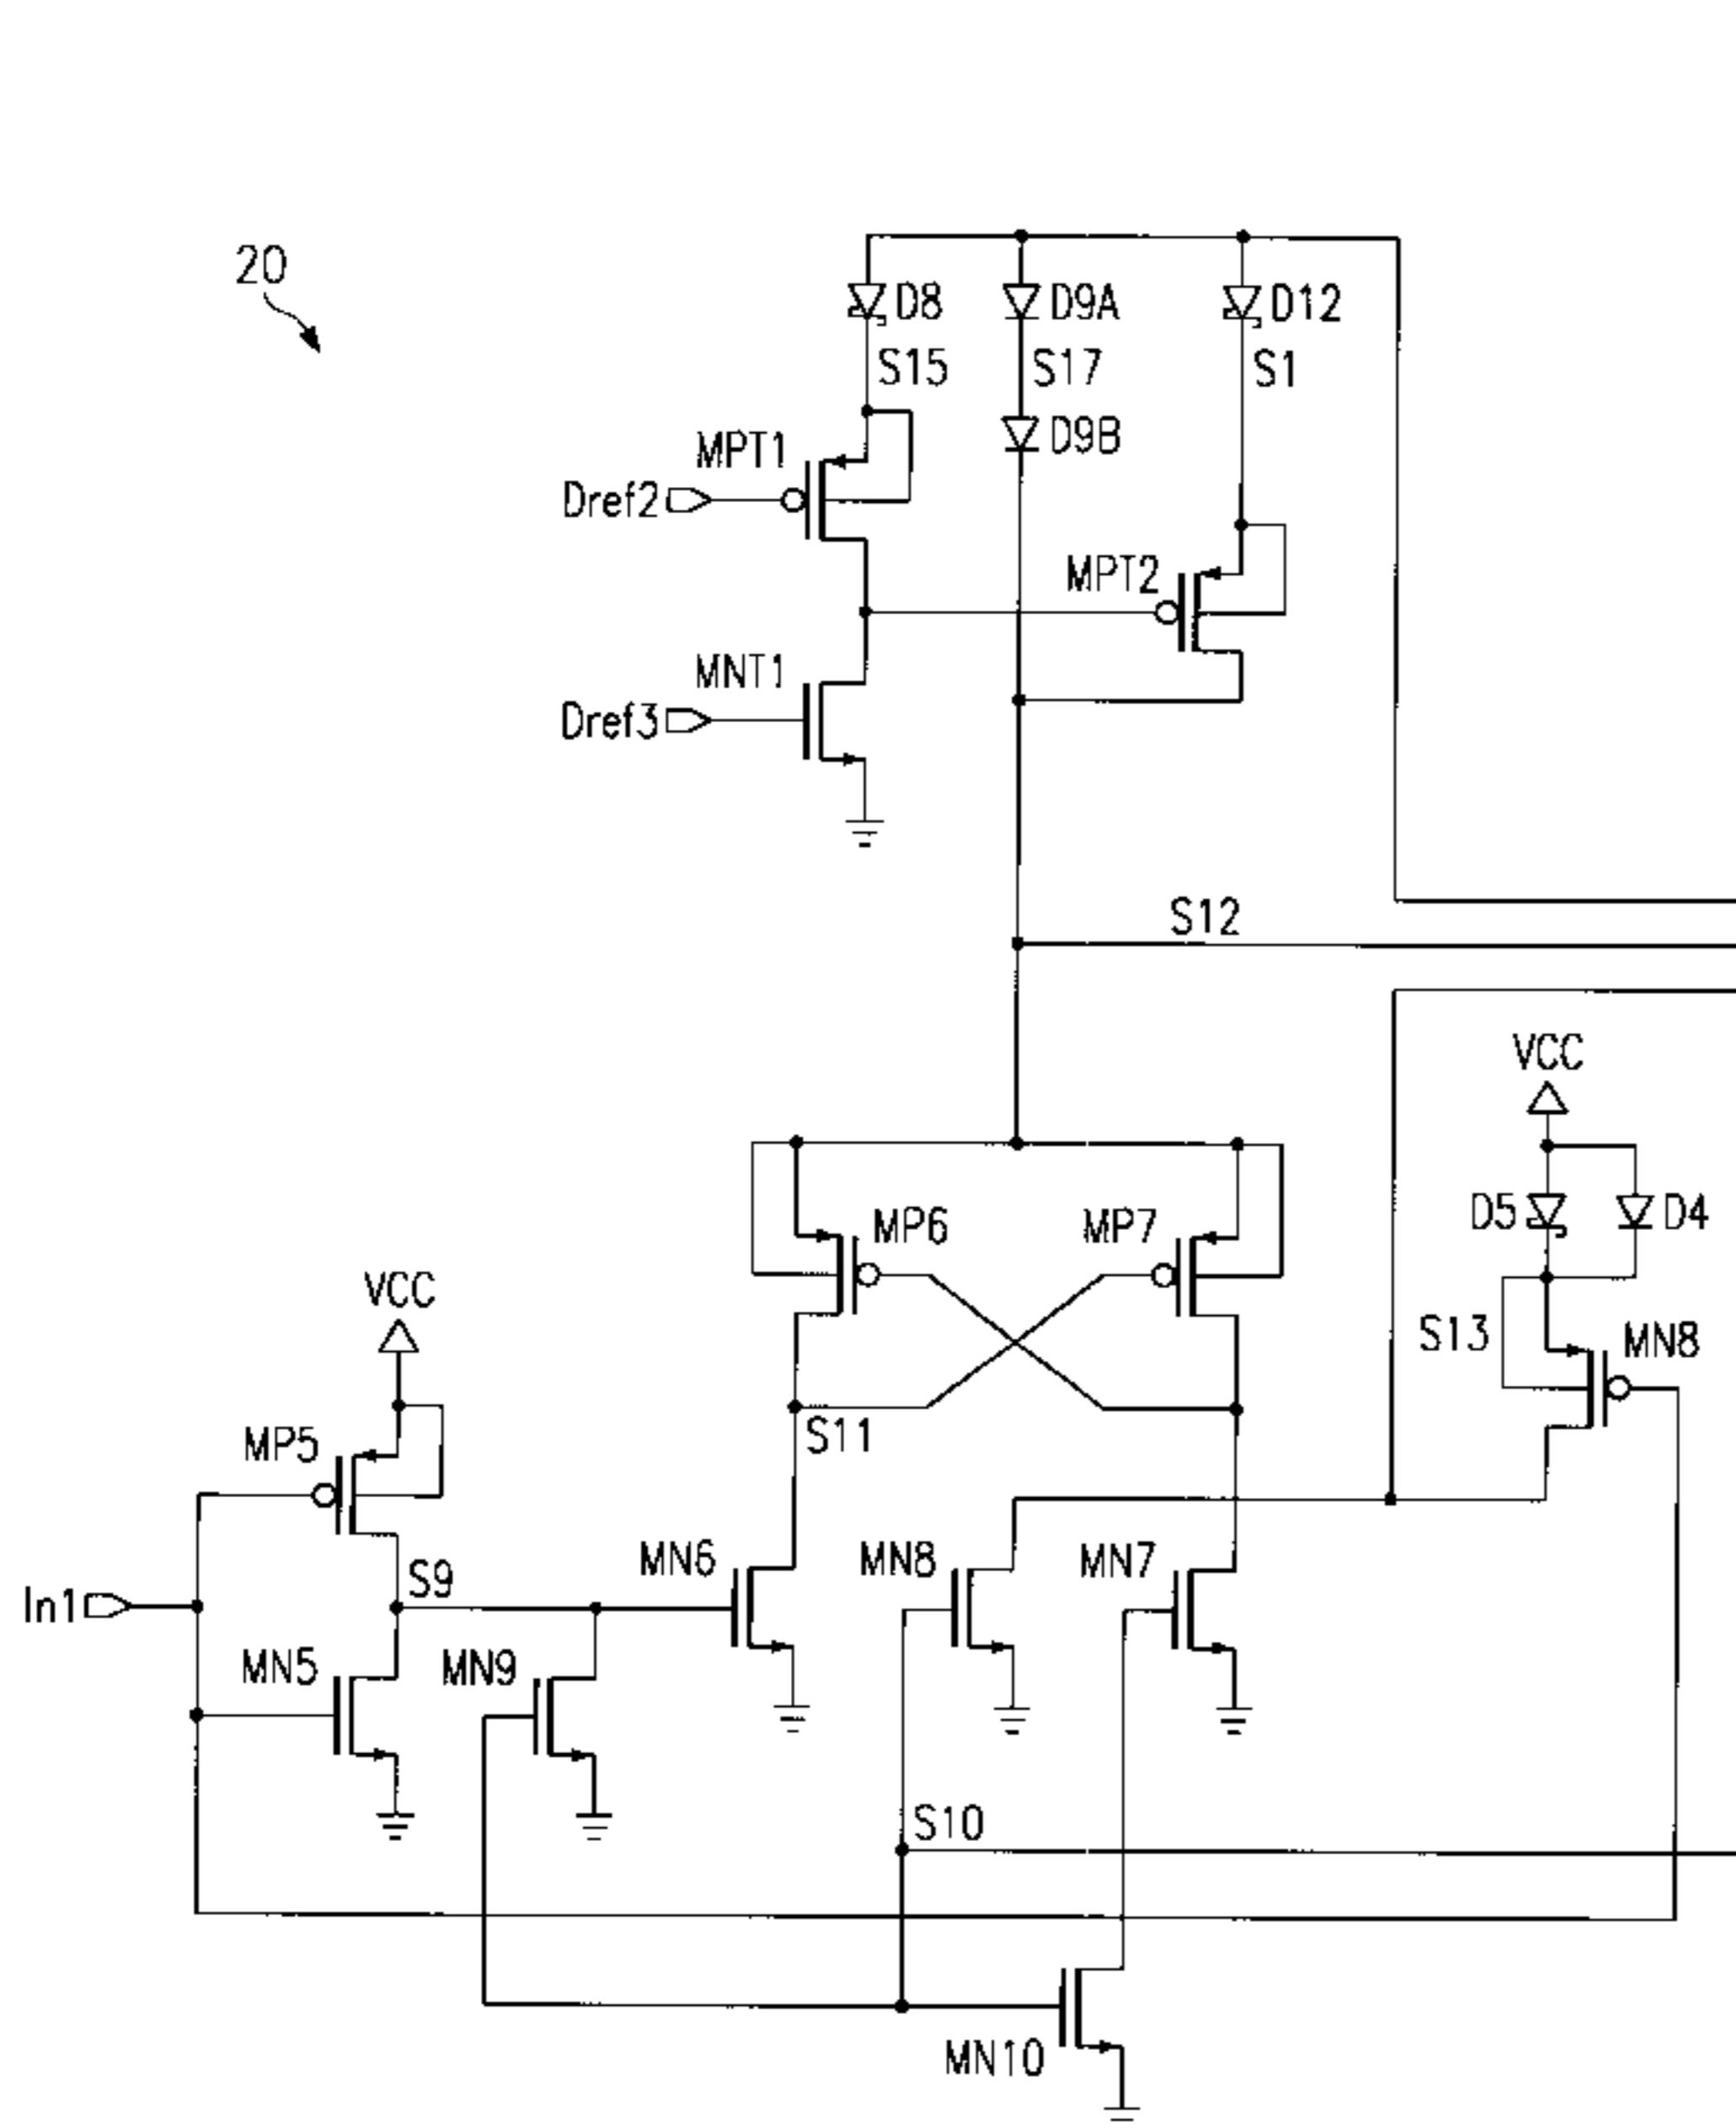 20
D8
D9A
D12
S15
S17
S1
MPT1
D9B
Dref2
MPT2
MNT1
Dref3
S12
VCC
MP6
MP7
D5
D4
VCC
S13
MN8
MP5
S11
S9
MN6
MN8
MN7
In1
MN5
MN9
S10
MN10